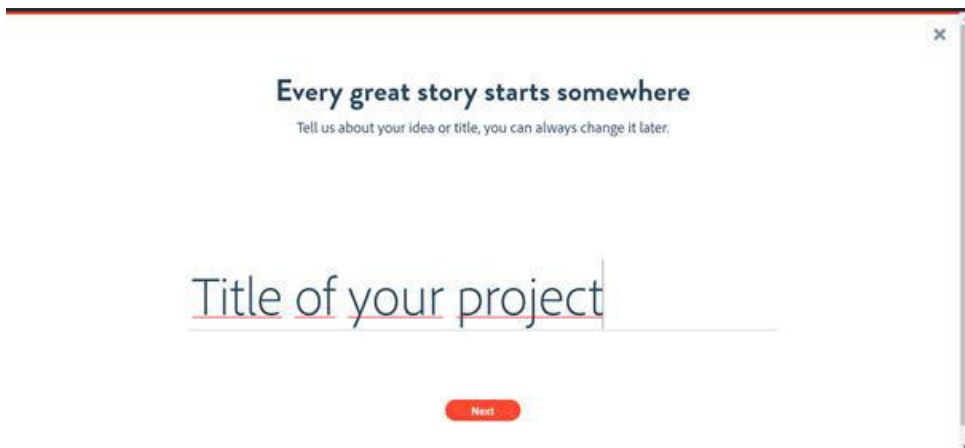 Every great story starts somewhere
Tell us about your idea or title, you can always change it later.
Title of your project
Next